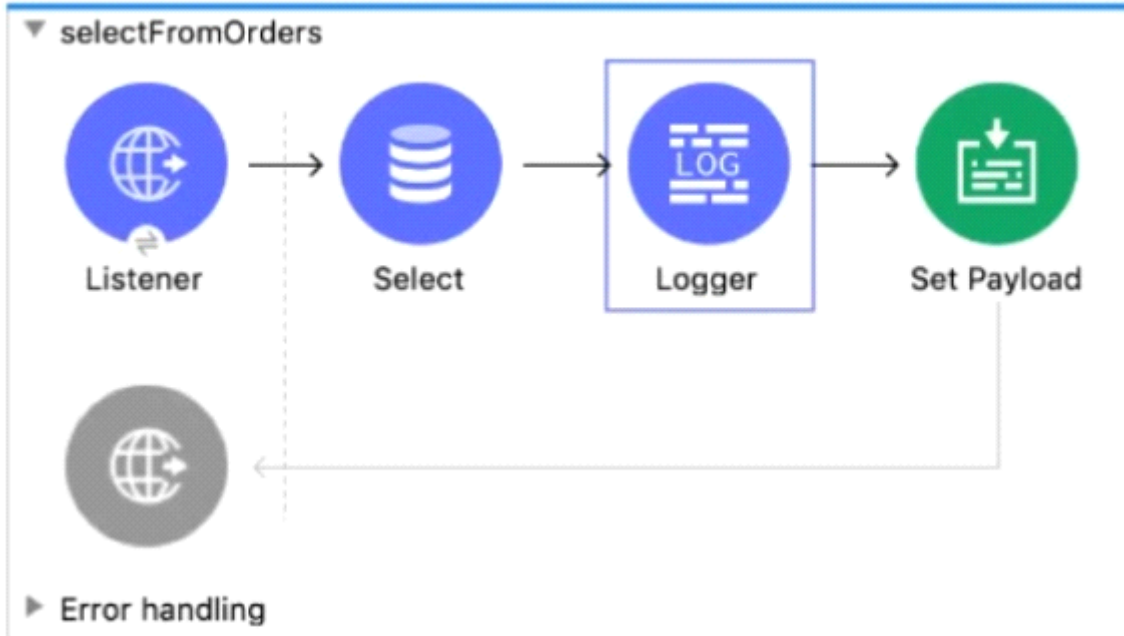 selectFromOrders
LOG
Listener
Select
Logger
Set Payload
Error handling